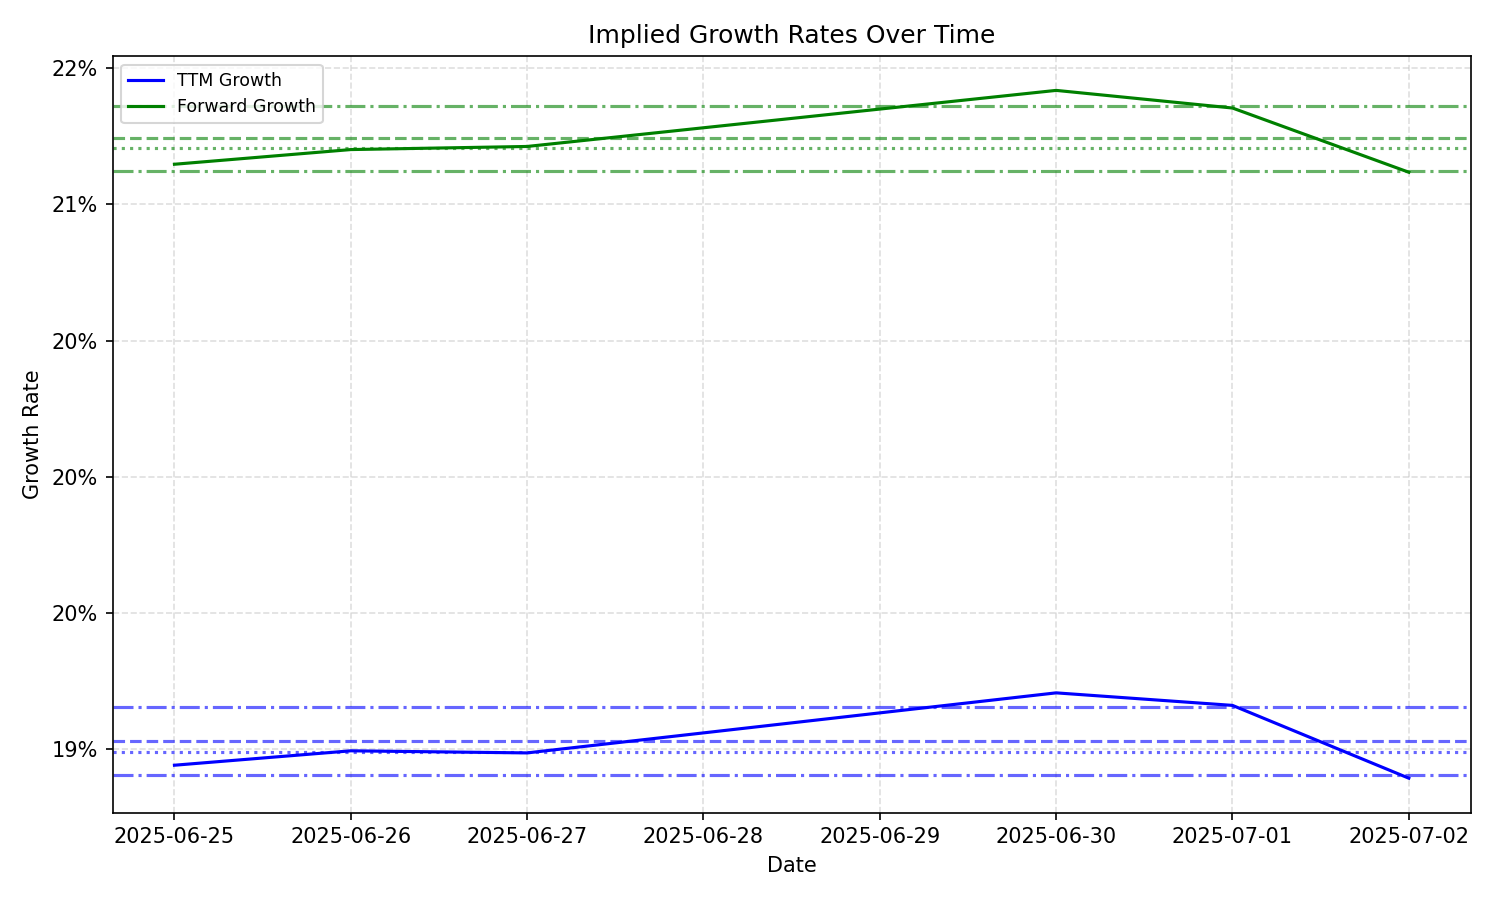 Implied Growth Rates Over Time
TTM Growth
Forward Growth
22%
21%
20%
20%
20%
19%
Growth Rate
2025-06-25
2025-06-26
2025-06-27
2025-06-28
2025-06-29
2025-06-30
2025-07-01
2025-07-02
Date